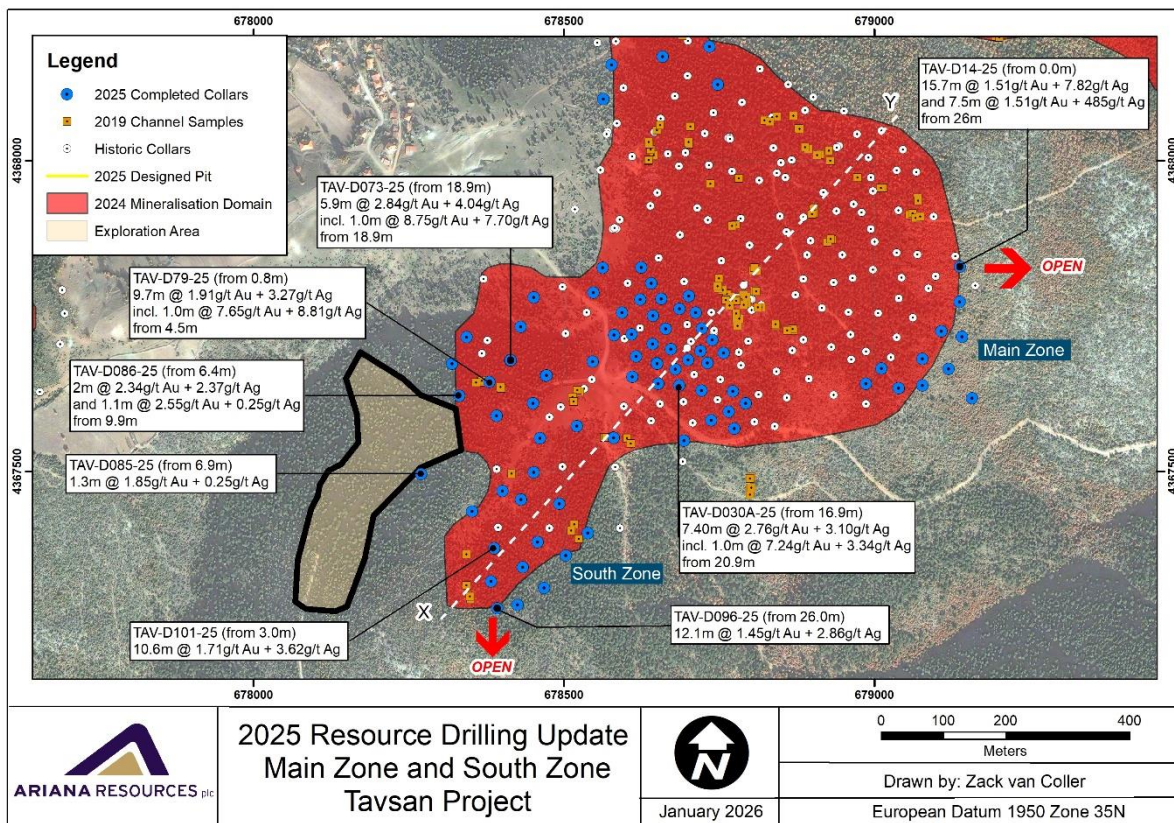 678000
678500
679000
Legend
2025 Completed Collars
2019 Channel Samples
Historic Collars
2025 Designed Pit
2024 Mineralisation Domain
Exploration Area
TAV-D14-25 (from 0.0m)
15.7m @ 1.51g/t Au + 7.82g/t Ag
and 7.5m @ 1.51g/t Au + 485g/t Ag
from 26m
Y
4368000
4368000
TAV-D073-25 (from 18.9m)
5.9m @ 2.84g/t Au + 4.04g/t Ag
incl. 1.0m @ 8.75g/t Au + 7.70g/t Ag
from 18.9m
OPEN
TAV-D79-25 (from 0.8m)
9.7m @ 1.91g/t Au + 3.27g/t Ag
incl. 1.0m @ 7.65g/t Au + 8.81g/t Ag
from 4.5m
Main Zone
TAV-D086-25 (from 6.4m)
2m @ 2.34g/t Au + 2.37g/t Ag
and 1.1m @ 2.55g/t Au + 0.25g/t Ag
from 9.9m
4367500
4367500
TAV-D085-25 (from 6.9m)
1.3m @ 1.85g/t Au + 0.25g/t Ag
TAV-D030A-25 (from 16.9m)
7.40m @ 2.76g/t Au + 3.10g/t Ag
incl. 1.0m @ 7.24g/t Au + 3.34g/t Ag
from 20.9m
South Zone
X
TAV-D101-25 (from 3.0m)
10.6m @ 1.71g/t Au + 3.62g/t Ag
TAV-D096-25 (from 26.0m)
12.1m @ 1.45g/t Au + 2.86g/t Ag
OPEN
678000
678500
679000
ARIANA RESOURCES plc
2025 Resource Drilling Update
Main Zone and South Zone
Tavsan Project
N
January 2026
0 100 200 400
Meters
Drawn by: Zack van Coller
European Datum 1950 Zone 35N